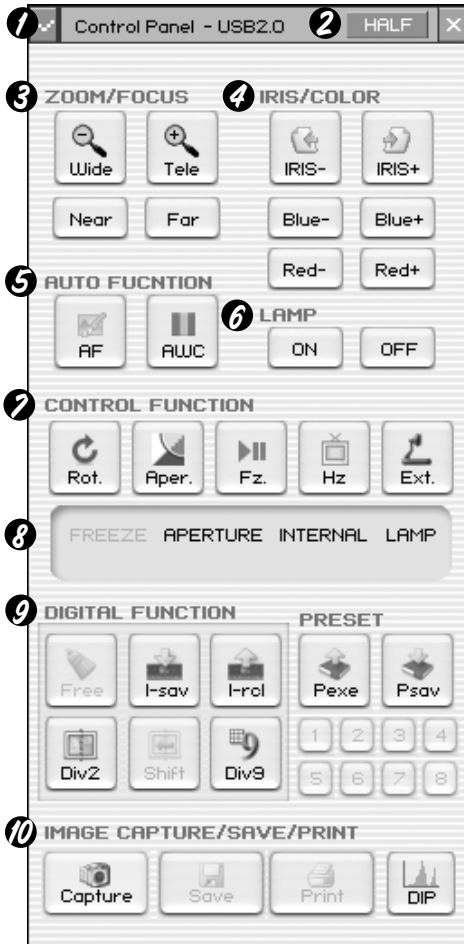 1 Control Panel - USB2.0 2 HALF X
3 ZOOM/FOCUS 4 IRIS/COLOR
Wide Tele IRIS- IRIS+
Near Far Blue- Blue+
Red- Red+
5 AUTO FUCNTION
6 LAMP
AF AWC ON OFF
7 CONTROL FUNCTION
Rot. Aper. Fz. Hz Ext.
8 FREEZE APERTURE INTERNAL LAMP
9 DIGITAL FUNCTION PRESET
Free I-sav I-rcl Pexe Psav
1 2 3 4
Div2 Shift 9 Div9
5 6 7 8
10 IMAGE CAPTURE/SAVE/PRINT
Capture Save Print DIP